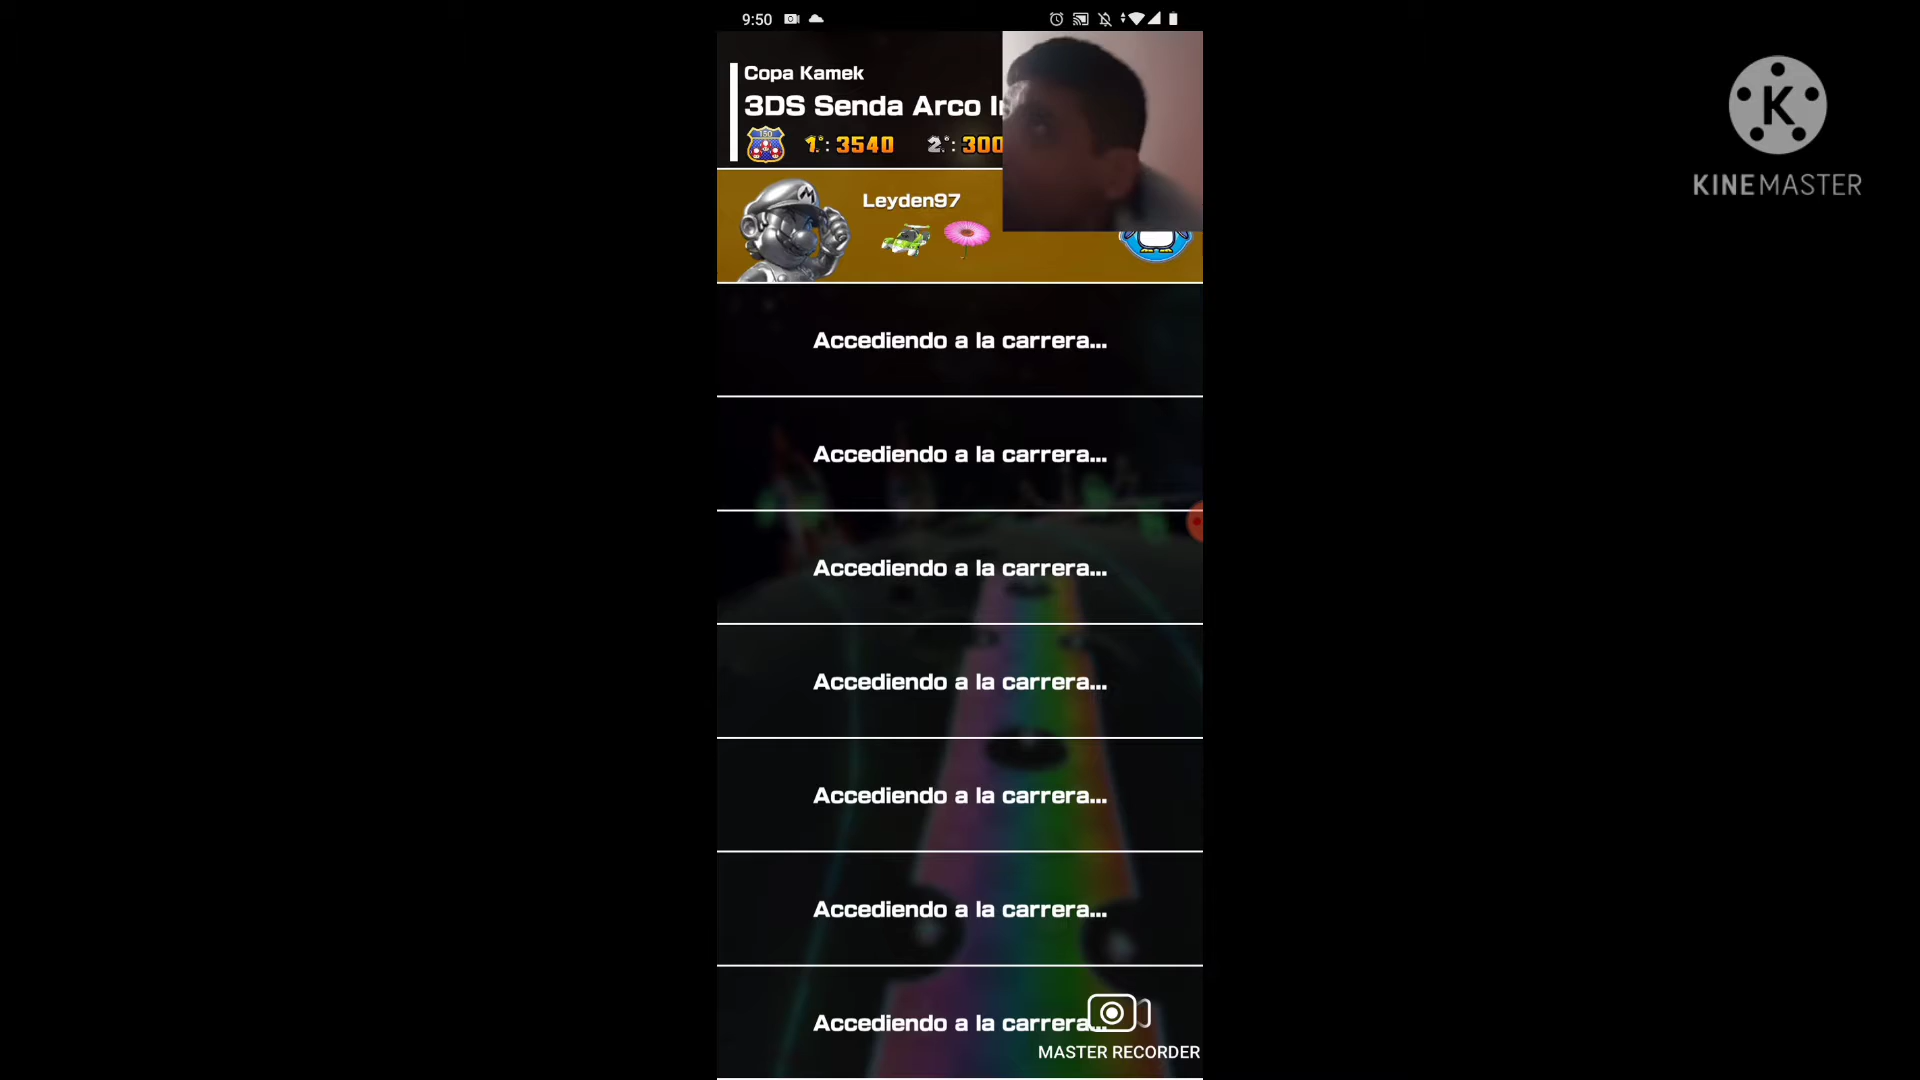 9:50
Copa Kamek
3DS Senda Arco
150
1.º: 3540 2.º: 300
Leyden97
Accediendo a la carrera...
Accediendo a la carrera...
Accediendo a la carrera...
Accediendo a la carrera...
Accediendo a la carrera...
Accediendo a la carrera...
Accediendo a la carrera...
MASTER RECORDER
K
KINEMASTER